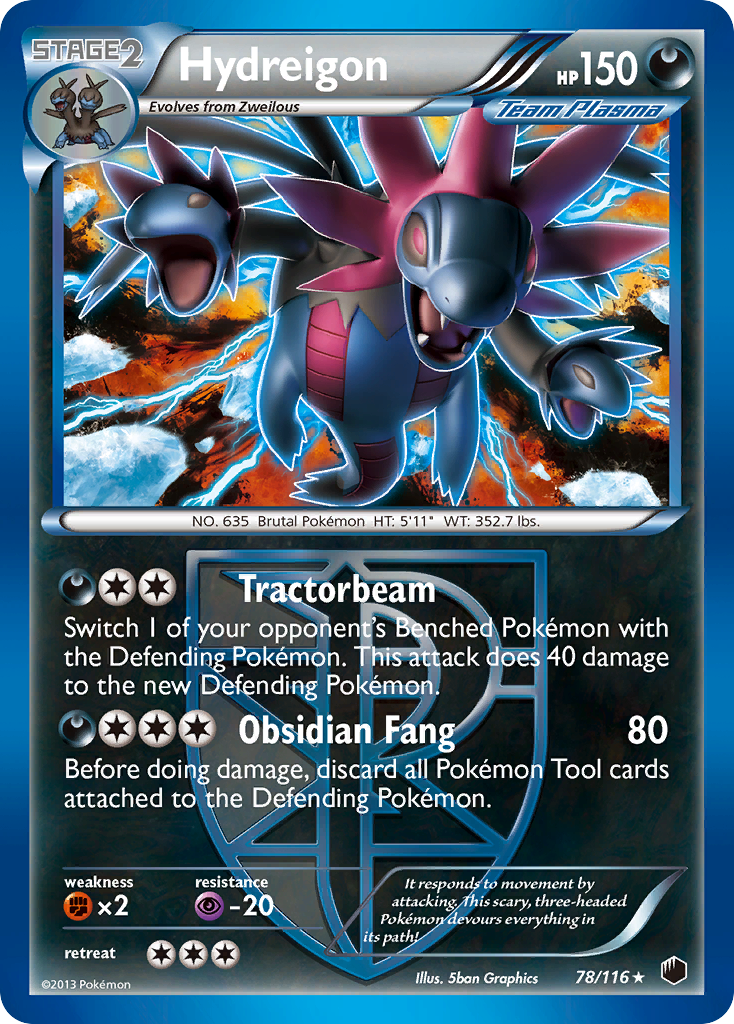 STAGE2
Hydreigon
HP150
Evolves from Zweilous
Team Plasma
NO. 635 Brutal Pokémon HT: 5'11" WT: 352.7 lbs.
Tractorbeam
Switch 1 of your opponent's Benched Pokémon with
the Defending Pokémon. This attack does 40 damage
to the new Defending Pokémon.
Obsidian Fang 80
Before doing damage, discard all Pokémon Tool cards
attached to the Defending Pokémon.
weakness resistance
×2 -20
retreat
It responds to movement by
attacking. This scary, three-headed
Pokémon devours everything in
its path!
©2013 Pokémon
Illus. 5ban Graphics
78/116★